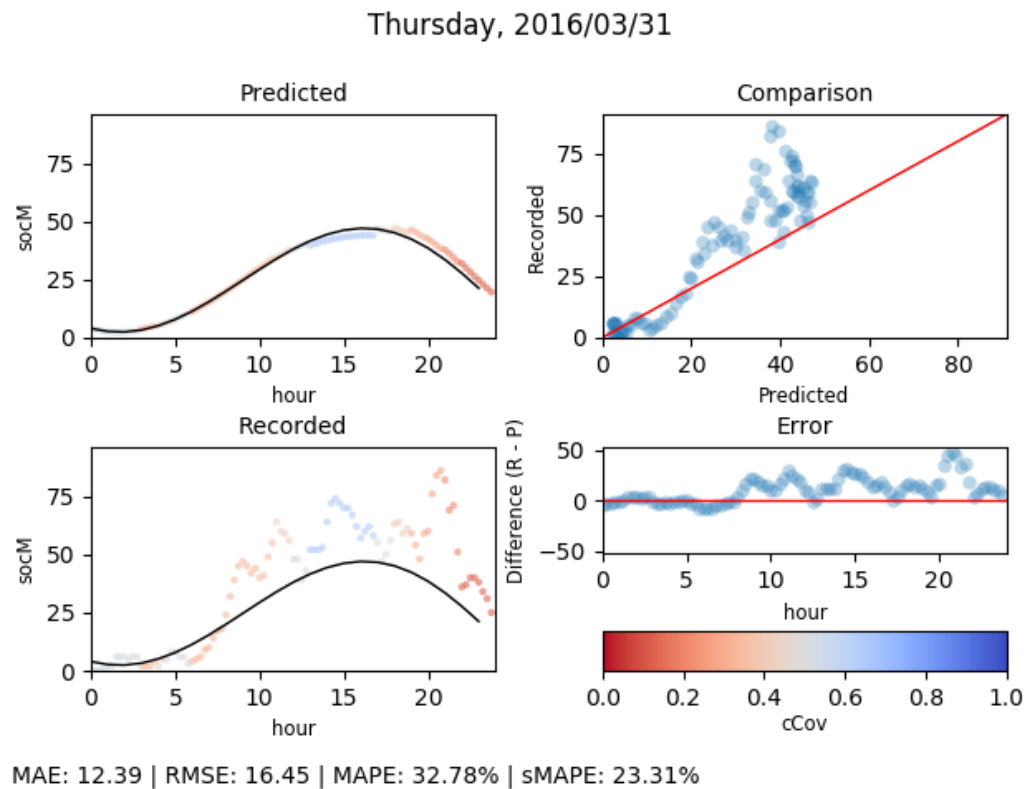 Thursday, 2016/03/31
Predicted
socM
75
50
25
0
0 5 10 15 20
hour
Comparison
Recorded
75
50
25
0
0 20 40 60 80
Predicted
Recorded
socM
75
50
25
0
0 5 10 15 20
hour
Error
Difference (R - P)
50
0
−50
0 5 10 15 20
hour
0.0 0.2 0.4 0.6 0.8 1.0
cCov
MAE: 12.39 | RMSE: 16.45 | MAPE: 32.78% | sMAPE: 23.31%